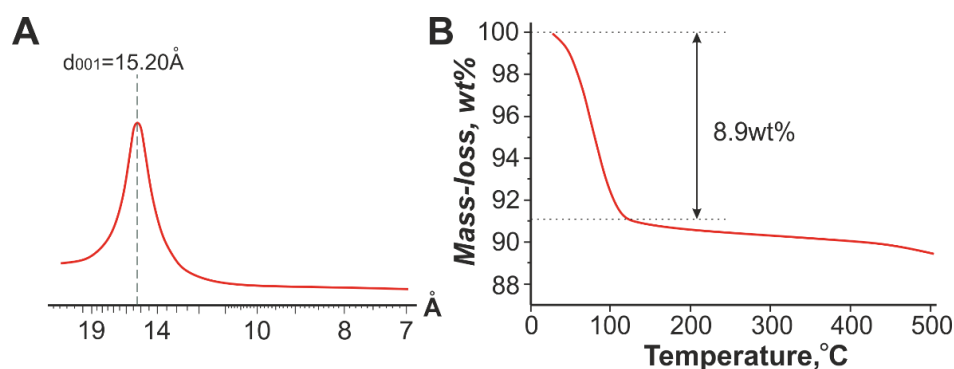 A
d001=15.20Å
19 14 10 8 7 Å
B
Mass-loss, wt%
100
98
96
94
92
90
88
8.9wt%
0 100 200 300 400 500
Temperature,°C